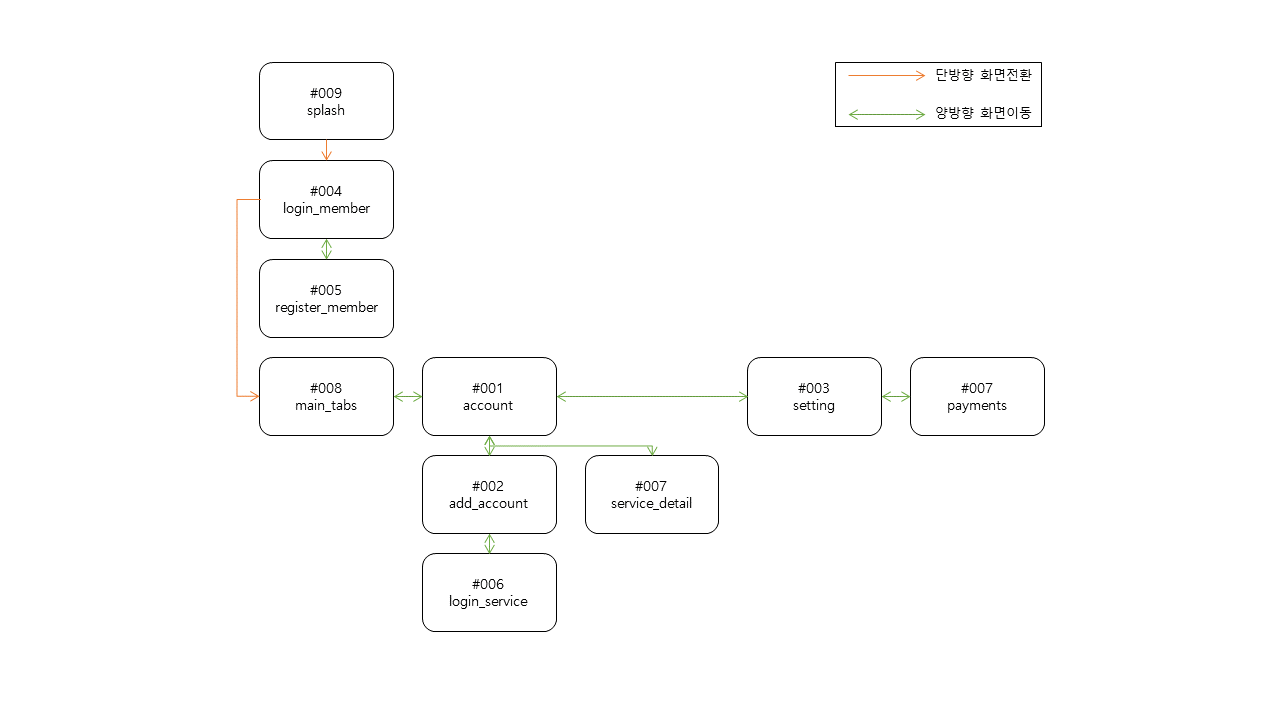 #009
splash
단방향 화면전환
양방향 화면이동
#004
login_member
#005
register_member
#008
main_tabs
#001
account
#003
setting
#007
payments
#002
add_account
#007
service_detail
#006
login_service